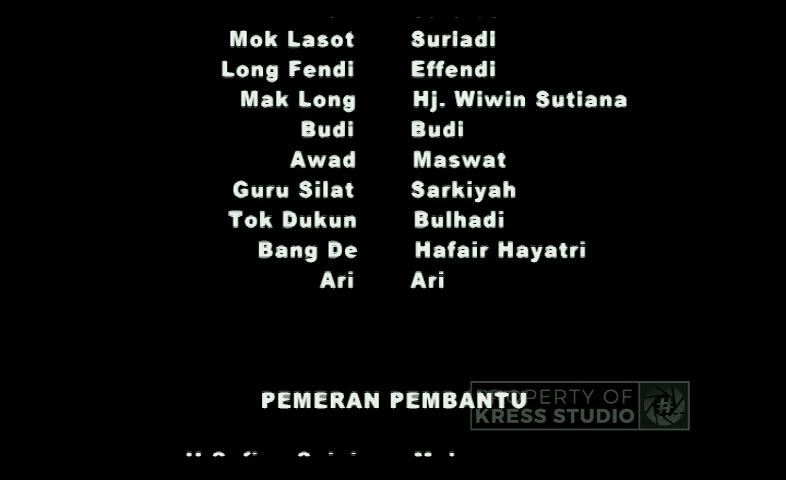 Mok Lasot Suriadi
Long Fendi Effendi
Mak Long Hj. Wiwin Sutiana
Budi Budi
Awad Maswat
Guru Silat Sarkiyah
Tok Dukun Bulhadi
Bang De Hafair Hayatri
Ari Ari
PEMERAN PEMBANTU
PROPERTY OF
KRESS STUDIO